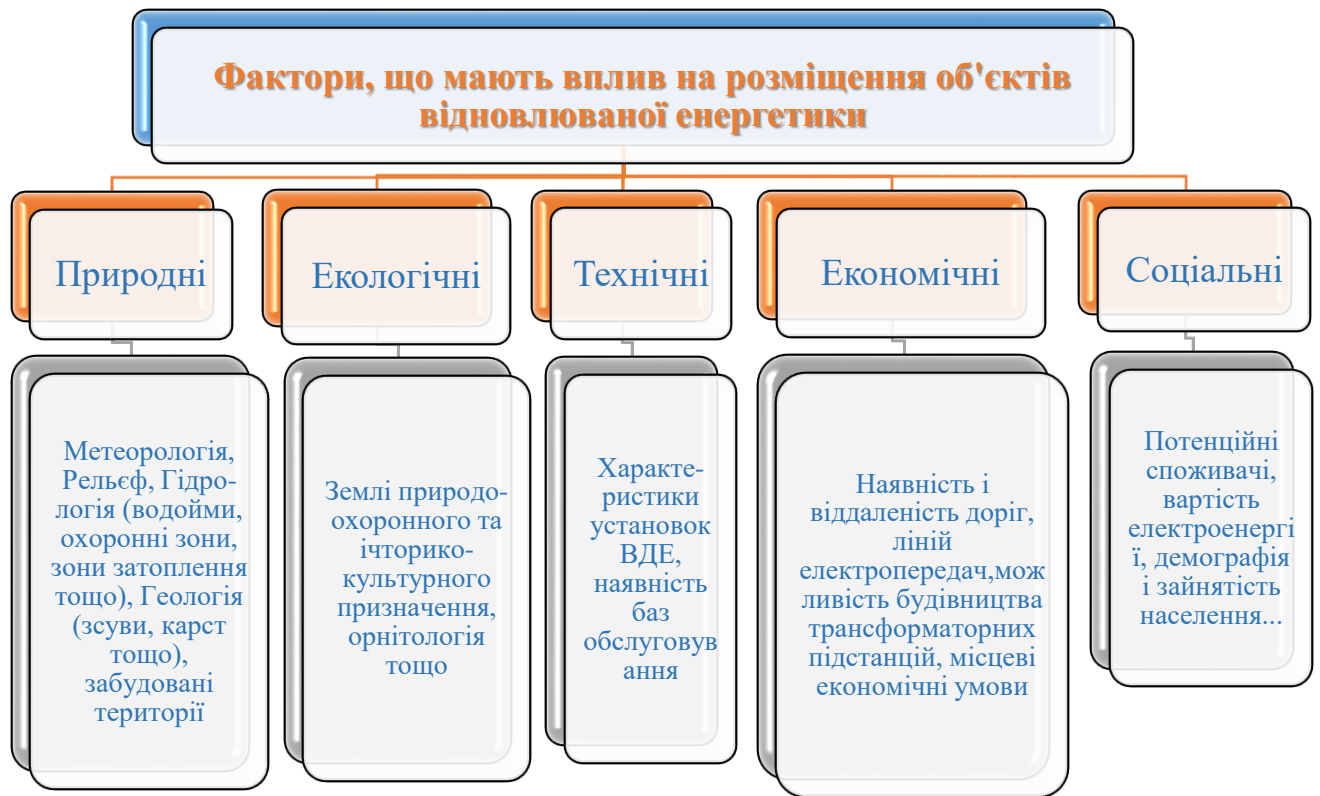 Фактори, що мають вплив на розміщення об'єктів
відновлюваної енергетики
Природні
Екологічні
Технічні
Економічні
Соціальні
Метеорологія,
Рельєф, Гідро-
логія (водойми,
охоронні зони,
зони затоплення
тощо), Геологія
(зсуви, карст
тощо),
забудовані
території
Землі природо-
охоронного та
ічторико-
культурного
призначення,
орнітологія
тощо
Характе-
ристики
установок
ВДЕ,
наявність
баз
обслуговув
ання
Наявність і
віддаленість доріг,
ліній
електропередач,мож
ливість будівництва
трансформаторних
підстанцій, місцеві
економічні умови
Потенційні
споживачі,
вартість
електроенергі
ї, демографія
і зайнятість
населення...